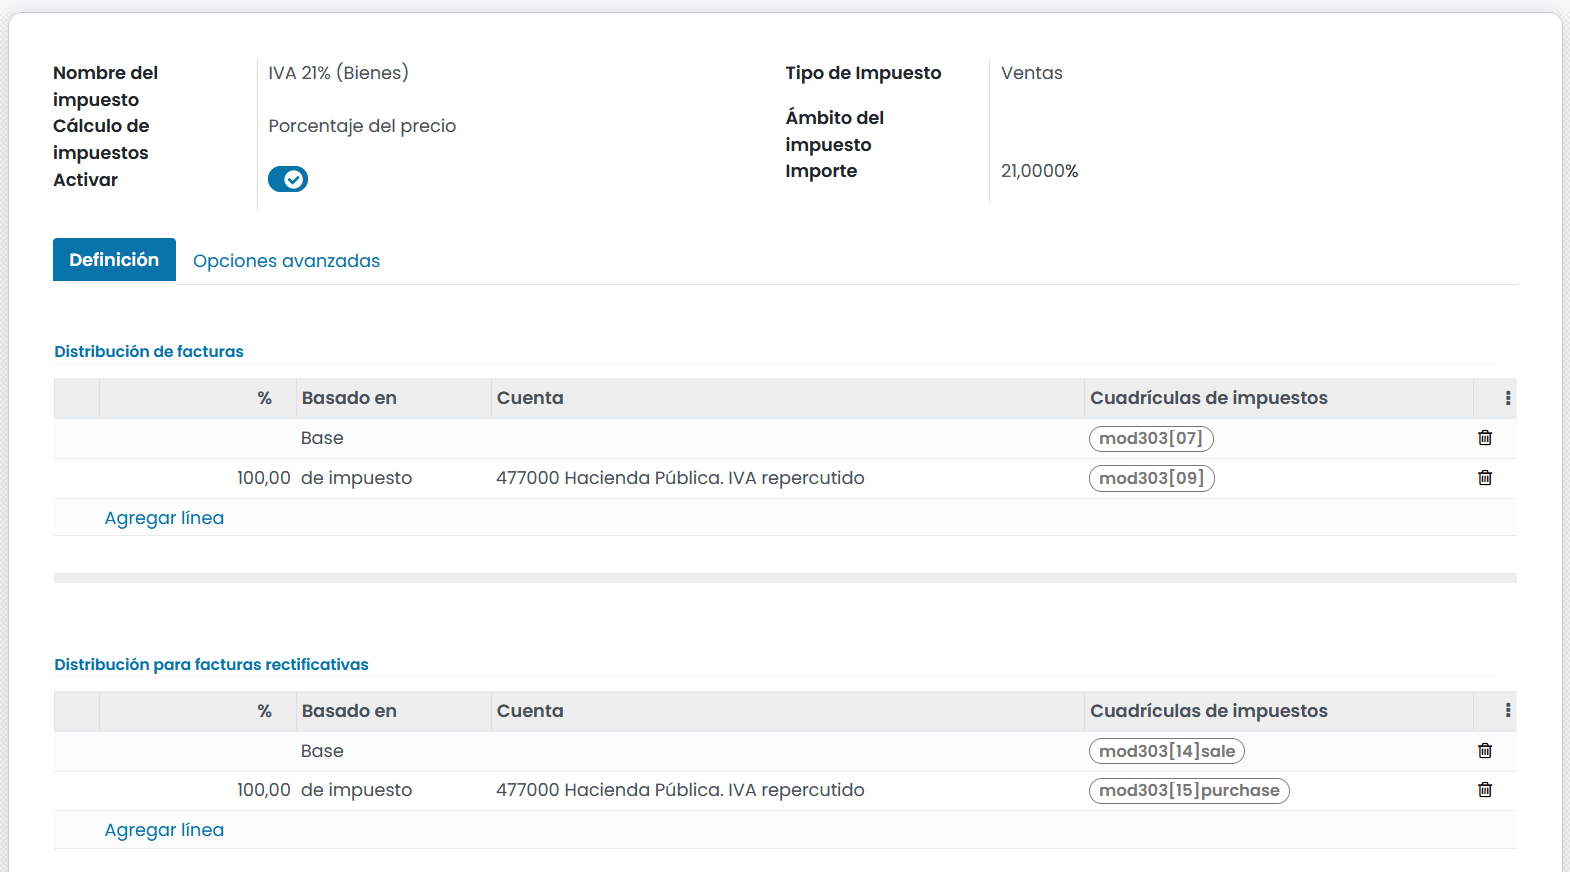 Nombre del impuesto
IVA 21% (Bienes)
Cálculo de impuestos
Porcentaje del precio
Activar
Tipo de Impuesto
Ventas
Ámbito del impuesto
Importe
21,0000%
Definición
Opciones avanzadas
Distribución de facturas
% Basado en Cuenta Cuadrículas de impuestos
Base mod303[07]
100,00 de impuesto 477000 Hacienda Pública. IVA repercutido mod303[09]
Agregar línea
Distribución para facturas rectificativas
% Basado en Cuenta Cuadrículas de impuestos
Base mod303[14]sale
100,00 de impuesto 477000 Hacienda Pública. IVA repercutido mod303[15]purchase
Agregar línea